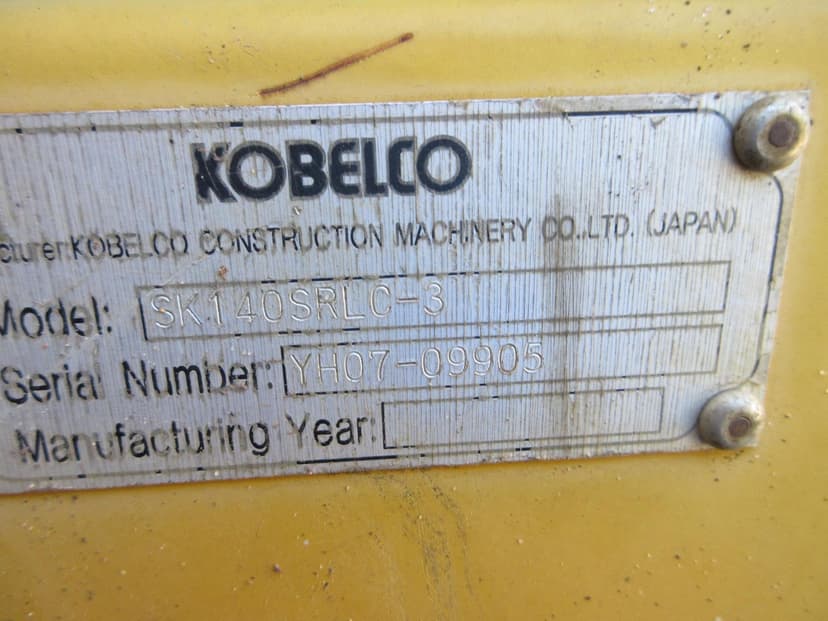 KOBELCO
cturer:KOBELCO CONSTRUCTION MACHINERY CO.,LTD. (JAPAN)
Model: SK140SRLC-3
Serial Number: YH07-09905
Manufacturing Year: